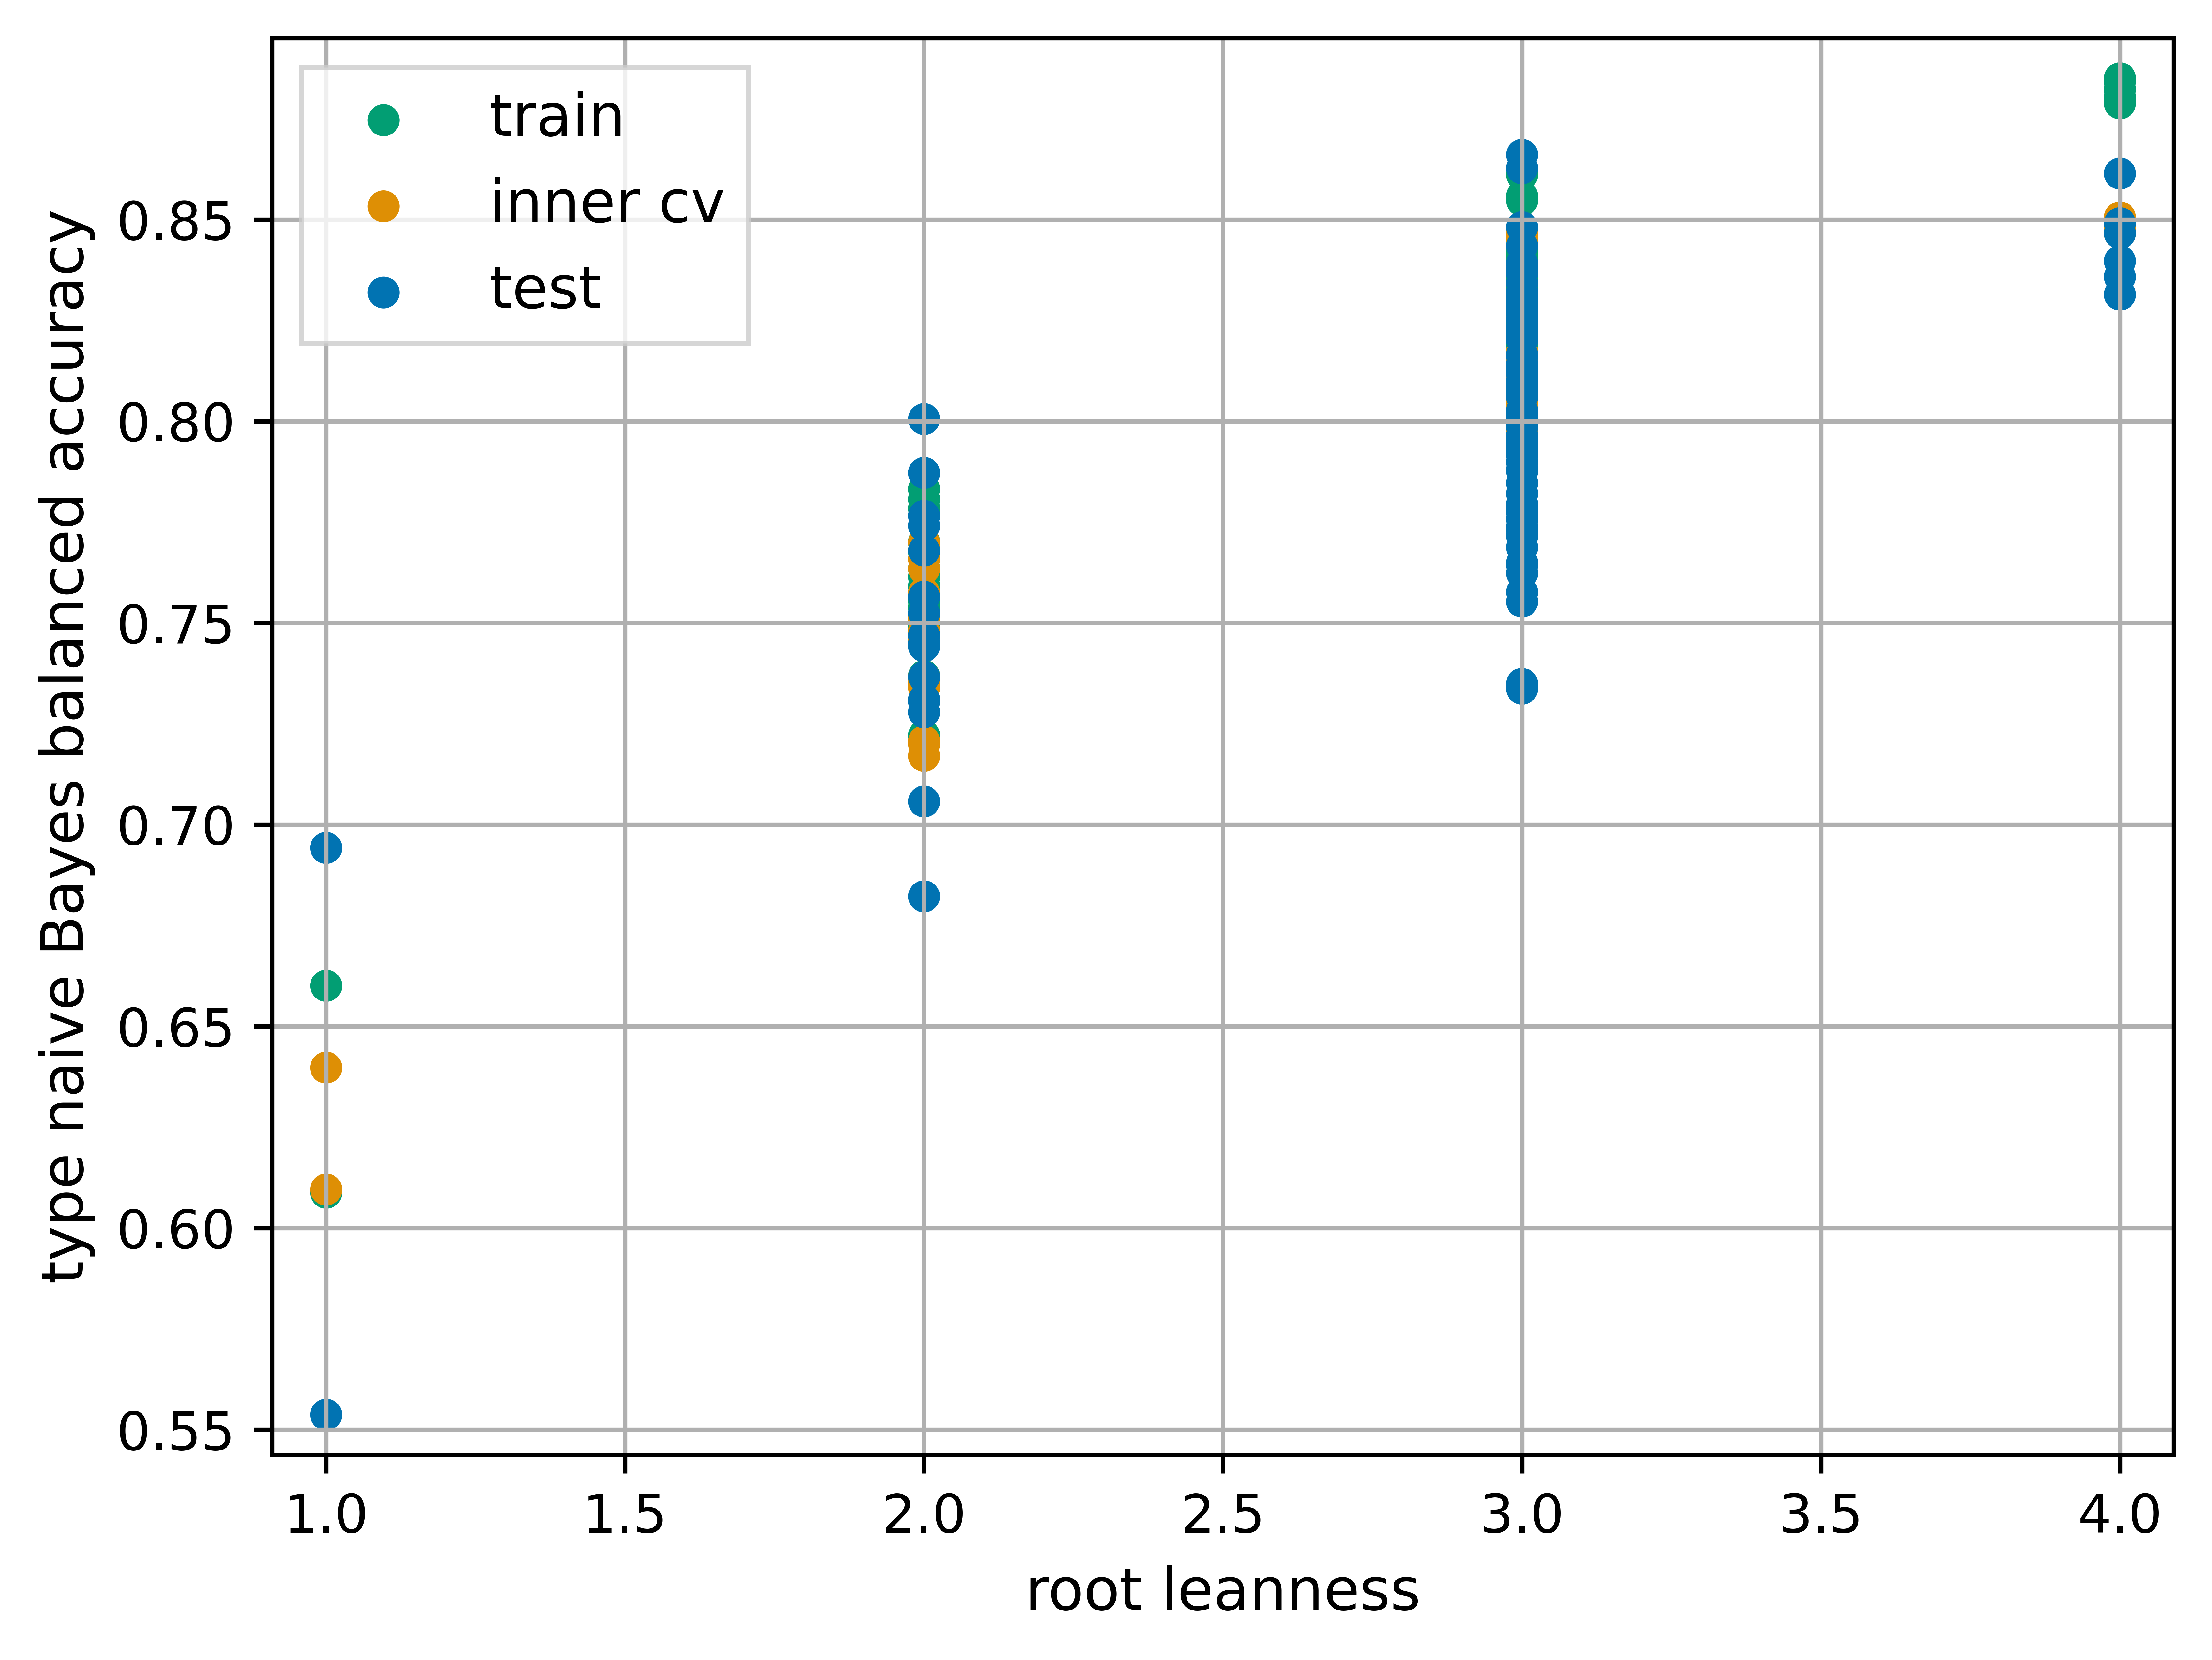 train
inner cv
test
type naive Bayes balanced accuracy
0.85
0.80
0.75
0.70
0.65
0.60
0.55
1.0 1.5 2.0 2.5 3.0 3.5 4.0
root leanness